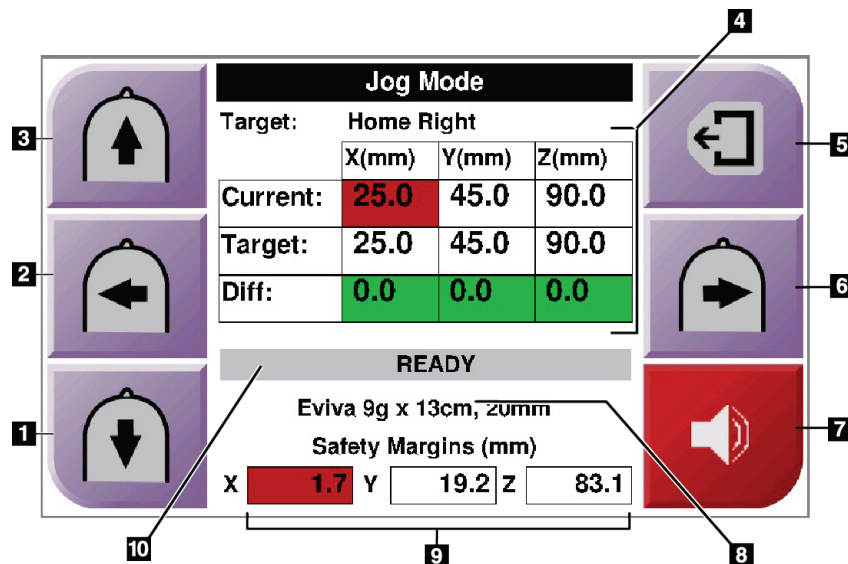 4
Jog Mode
Target: Home Right
X(mm) Y(mm) Z(mm)
Current: 25.0 45.0 90.0
Target: 25.0 45.0 90.0
Diff: 0.0 0.0 0.0
3
5
2
6
READY
Eviva 9g x 13cm, 20mm
1
7
Safety Margins (mm)
X 1.7 Y 19.2 Z 83.1
10
9
8